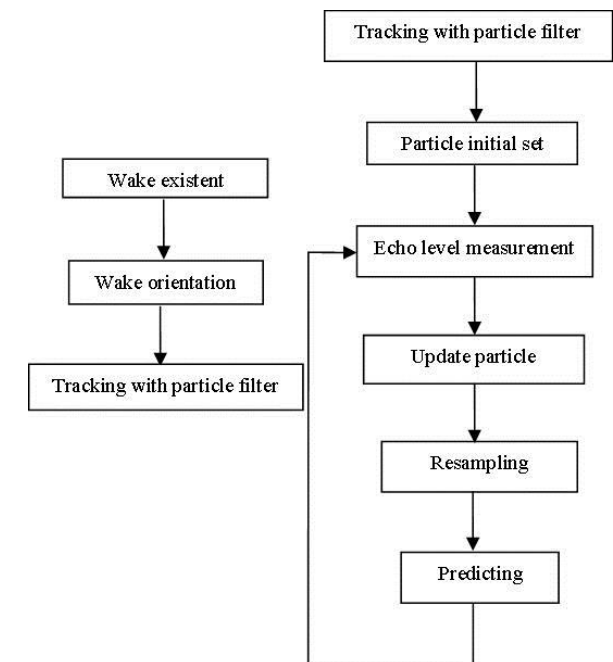 Wake existent
Wake orientation
Tracking with particle filter
Tracking with particle filter
Particle initial set
Echo level measurement
Update particle
Resampling
Predicting